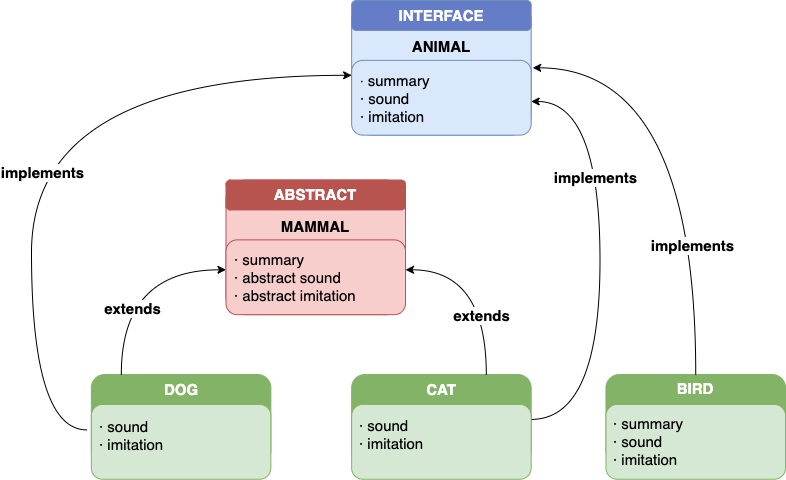 INTERFACE
ANIMAL
· summary
· sound
· imitation
implements
implements
ABSTRACT
MAMMAL
· summary
· abstract sound
· abstract imitation
implements
extends
extends
DOG
· sound
· imitation
CAT
· sound
· imitation
BIRD
· summary
· sound
· imitation